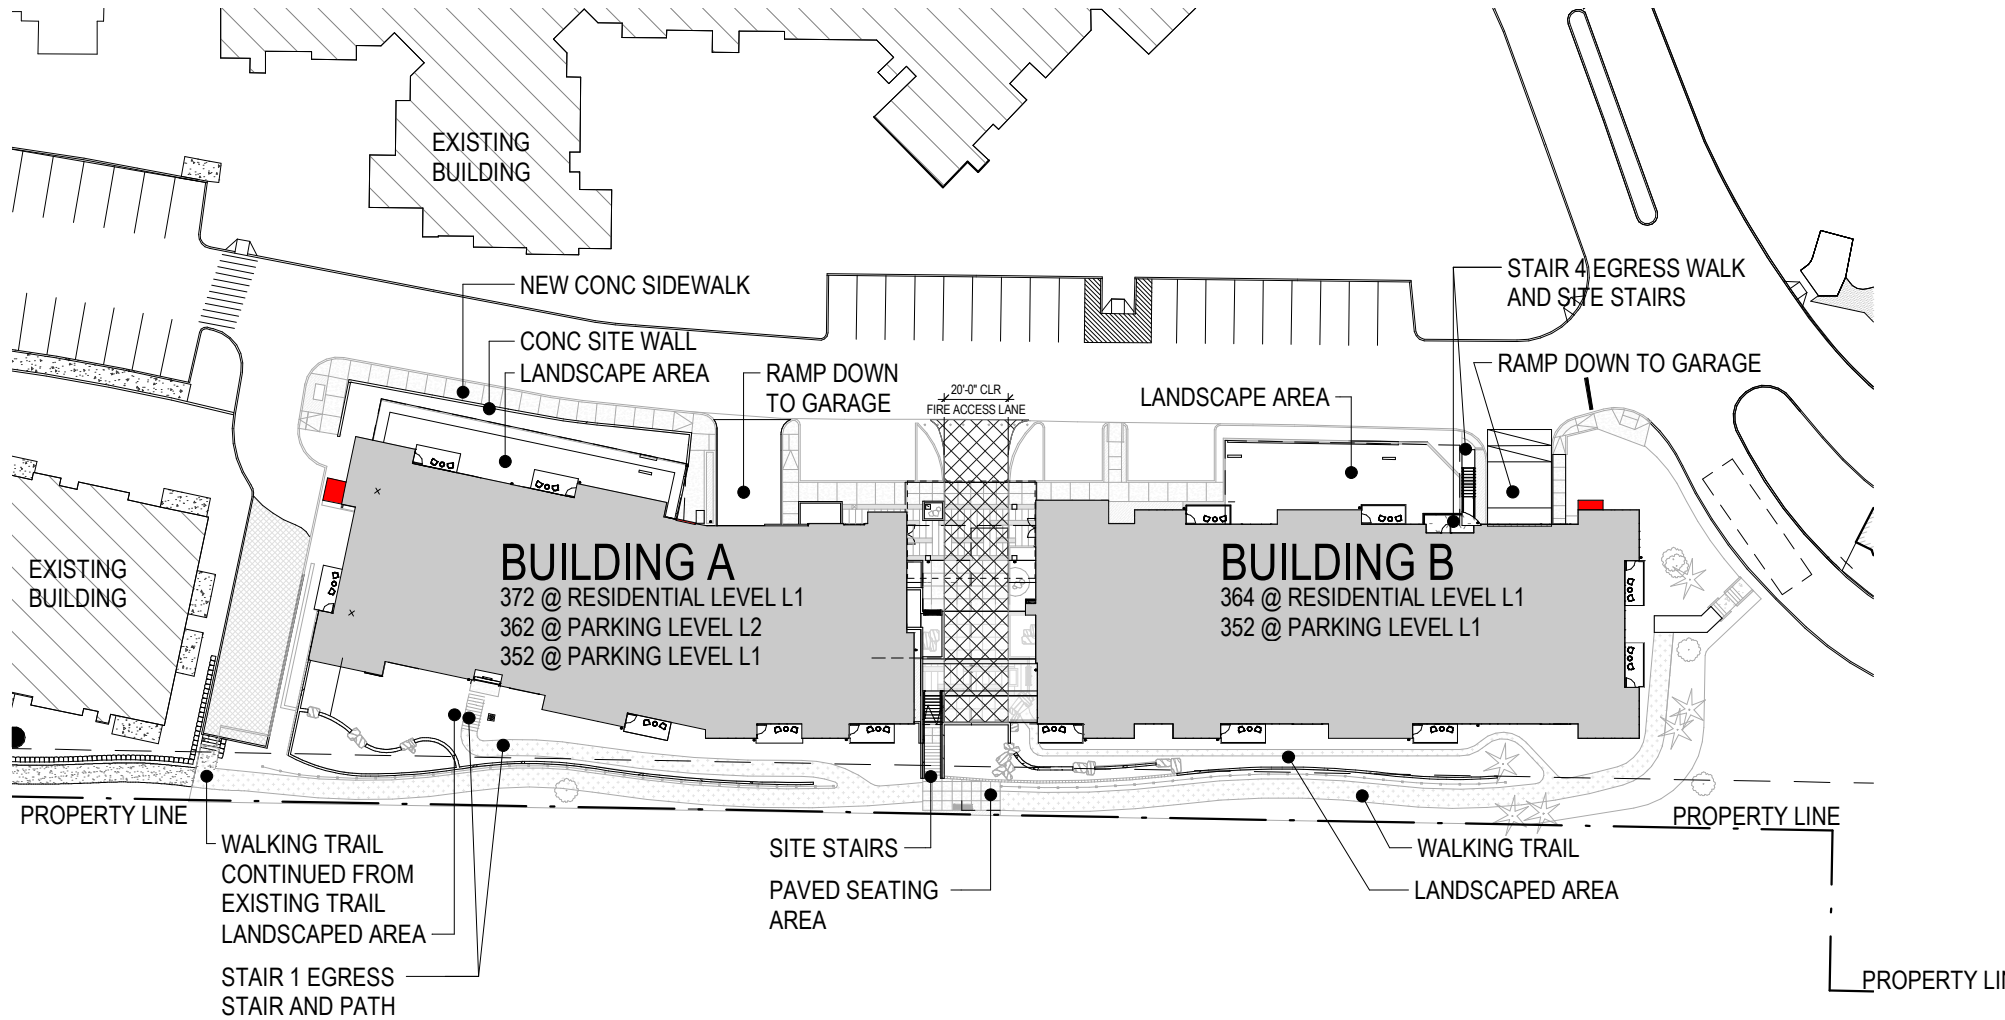 EXISTING
BUILDING
NEW CONC SIDEWALK
STAIR 4 EGRESS WALK
AND SITE STAIRS
CONC SITE WALL
LANDSCAPE AREA
RAMP DOWN
TO GARAGE
20'-0" CLR
FIRE ACCESS LANE
LANDSCAPE AREA
RAMP DOWN TO GARAGE
EXISTING
BUILDING
BUILDING A
372 @ RESIDENTIAL LEVEL L1
362 @ PARKING LEVEL L2
352 @ PARKING LEVEL L1
BUILDING B
364 @ RESIDENTIAL LEVEL L1
352 @ PARKING LEVEL L1
PROPERTY LINE
PROPERTY LINE
WALKING TRAIL
CONTINUED FROM
EXISTING TRAIL
LANDSCAPED AREA
STAIR 1 EGRESS
STAIR AND PATH
SITE STAIRS
PAVED SEATING
AREA
WALKING TRAIL
LANDSCAPED AREA
PROPERTY